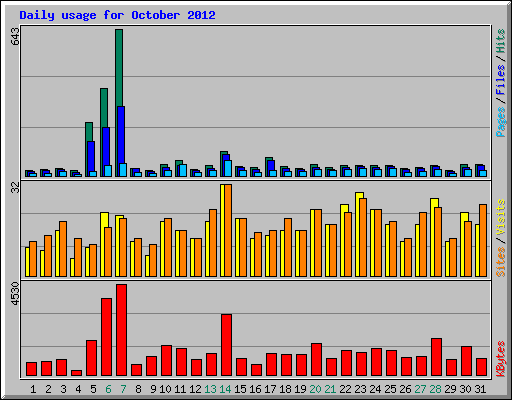 Daily usage for October 2012
643
Pages / Files / Hits
32
Sites / Visits
4530
KBytes
1 2 3 4 5 6 7 8 9 10 11 12 13 14 15 16 17 18 19 20 21 22 23 24 25 26 27 28 29 30 31